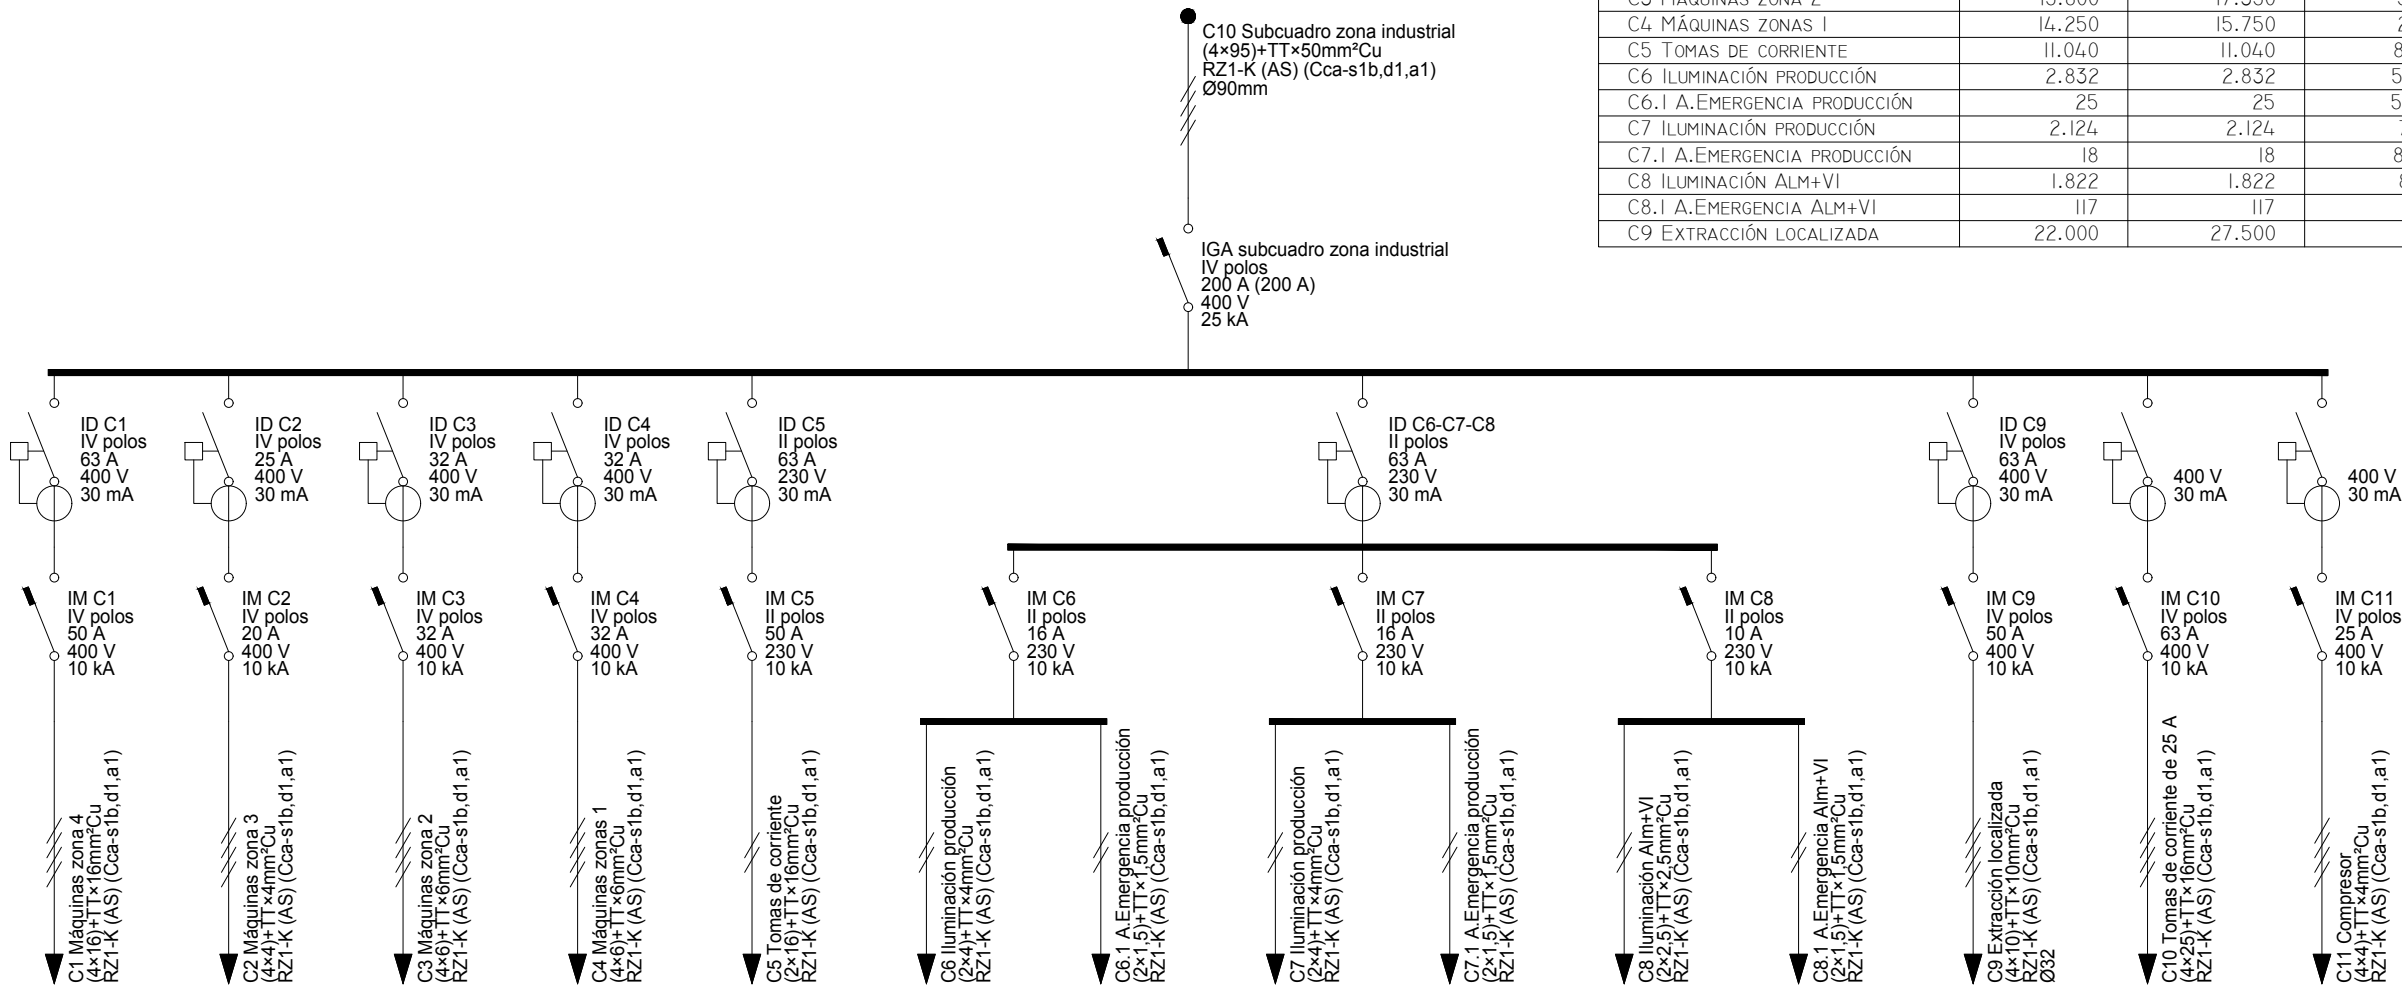 C10 Subcuadro zona industrial
(4×95)+TT×50mm²Cu
RZ1-K (AS) (Cca-s1b,d1,a1)
Ø90mm
C4 MÁQUINAS ZONAS 1 14.250 15.750
C5 TOMAS DE CORRIENTE 11.040 11.040
C6 ILUMINACIÓN PRODUCCIÓN 2.832 2.832
C6.1 A.EMERGENCIA PRODUCCIÓN 25 25
C7 ILUMINACIÓN PRODUCCIÓN 2.124 2.124
C7.1 A.EMERGENCIA PRODUCCIÓN 18 18
C8 ILUMINACIÓN ALM+VI 1.822 1.822
C8.1 A.EMERGENCIA ALM+VI 117 117
C9 EXTRACCIÓN LOCALIZADA 22.000 27.500
IGA subcuadro zona industrial
IV polos
200 A (200 A)
400 V
25 kA
ID C1
IV polos
63 A
400 V
30 mA
ID C2
IV polos
25 A
400 V
30 mA
ID C3
IV polos
32 A
400 V
30 mA
ID C4
IV polos
32 A
400 V
30 mA
ID C5
II polos
63 A
230 V
30 mA
ID C6-C7-C8
II polos
63 A
230 V
30 mA
ID C9
IV polos
63 A
400 V
30 mA
400 V
30 mA
400 V
30 mA
IM C1
IV polos
50 A
400 V
10 kA
IM C2
IV polos
20 A
400 V
10 kA
IM C3
IV polos
32 A
400 V
10 kA
IM C4
IV polos
32 A
400 V
10 kA
IM C5
II polos
50 A
230 V
10 kA
IM C6
II polos
16 A
230 V
10 kA
IM C7
II polos
16 A
230 V
10 kA
IM C8
II polos
10 A
230 V
10 kA
IM C9
IV polos
50 A
400 V
10 kA
IM C10
IV polos
63 A
400 V
10 kA
IM C11
IV polos
25 A
400 V
10 kA
C1 Máquinas zona 4
(4×16)+TT×16mm²Cu
RZ1-K (AS) (Cca-s1b,d1,a1)
C2 Máquinas zona 3
(4×4)+TT×4mm²Cu
RZ1-K (AS) (Cca-s1b,d1,a1)
C3 Máquinas zona 2
(4×6)+TT×6mm²Cu
RZ1-K (AS) (Cca-s1b,d1,a1)
C4 Máquinas zonas 1
(4×6)+TT×6mm²Cu
RZ1-K (AS) (Cca-s1b,d1,a1)
C5 Tomas de corriente
(2×16)+TT×16mm²Cu
RZ1-K (AS) (Cca-s1b,d1,a1)
C6 Iluminación producción
(2×4)+TT×4mm²Cu
RZ1-K (AS) (Cca-s1b,d1,a1)
C6.1 A.Emergencia producción
(2×1,5)+TT×1,5mm²Cu
RZ1-K (AS) (Cca-s1b,d1,a1)
C7 Iluminación producción
(2×4)+TT×4mm²Cu
RZ1-K (AS) (Cca-s1b,d1,a1)
C7.1 A.Emergencia producción
(2×1,5)+TT×1,5mm²Cu
RZ1-K (AS) (Cca-s1b,d1,a1)
C8 Iluminación Alm+VI
(2×2,5)+TT×2,5mm²Cu
RZ1-K (AS) (Cca-s1b,d1,a1)
C8.1 A.Emergencia Alm+VI
(2×1,5)+TT×1,5mm²Cu
RZ1-K (AS) (Cca-s1b,d1,a1)
C9 Extracción localizada
(4×10)+TT×10mm²Cu
RZ1-K (AS) (Cca-s1b,d1,a1)
Ø32
C10 Tomas de corriente de 25 A
(4×25)+TT×16mm²Cu
RZ1-K (AS) (Cca-s1b,d1,a1)
C11 Compresor
(4×4)+TT×4mm²Cu
RZ1-K (AS) (Cca-s1b,d1,a1)